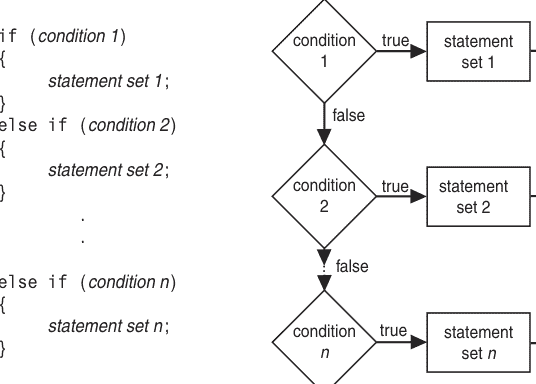 if (condition 1)
{
statement set 1;
}
else if (condition 2)
{
statement set 2;
}
.
.
else if (condition n)
{
statement set n;
}
condition
1
true
statement
set 1
false
condition
2
true
statement
set 2
false
condition
n
true
statement
set n